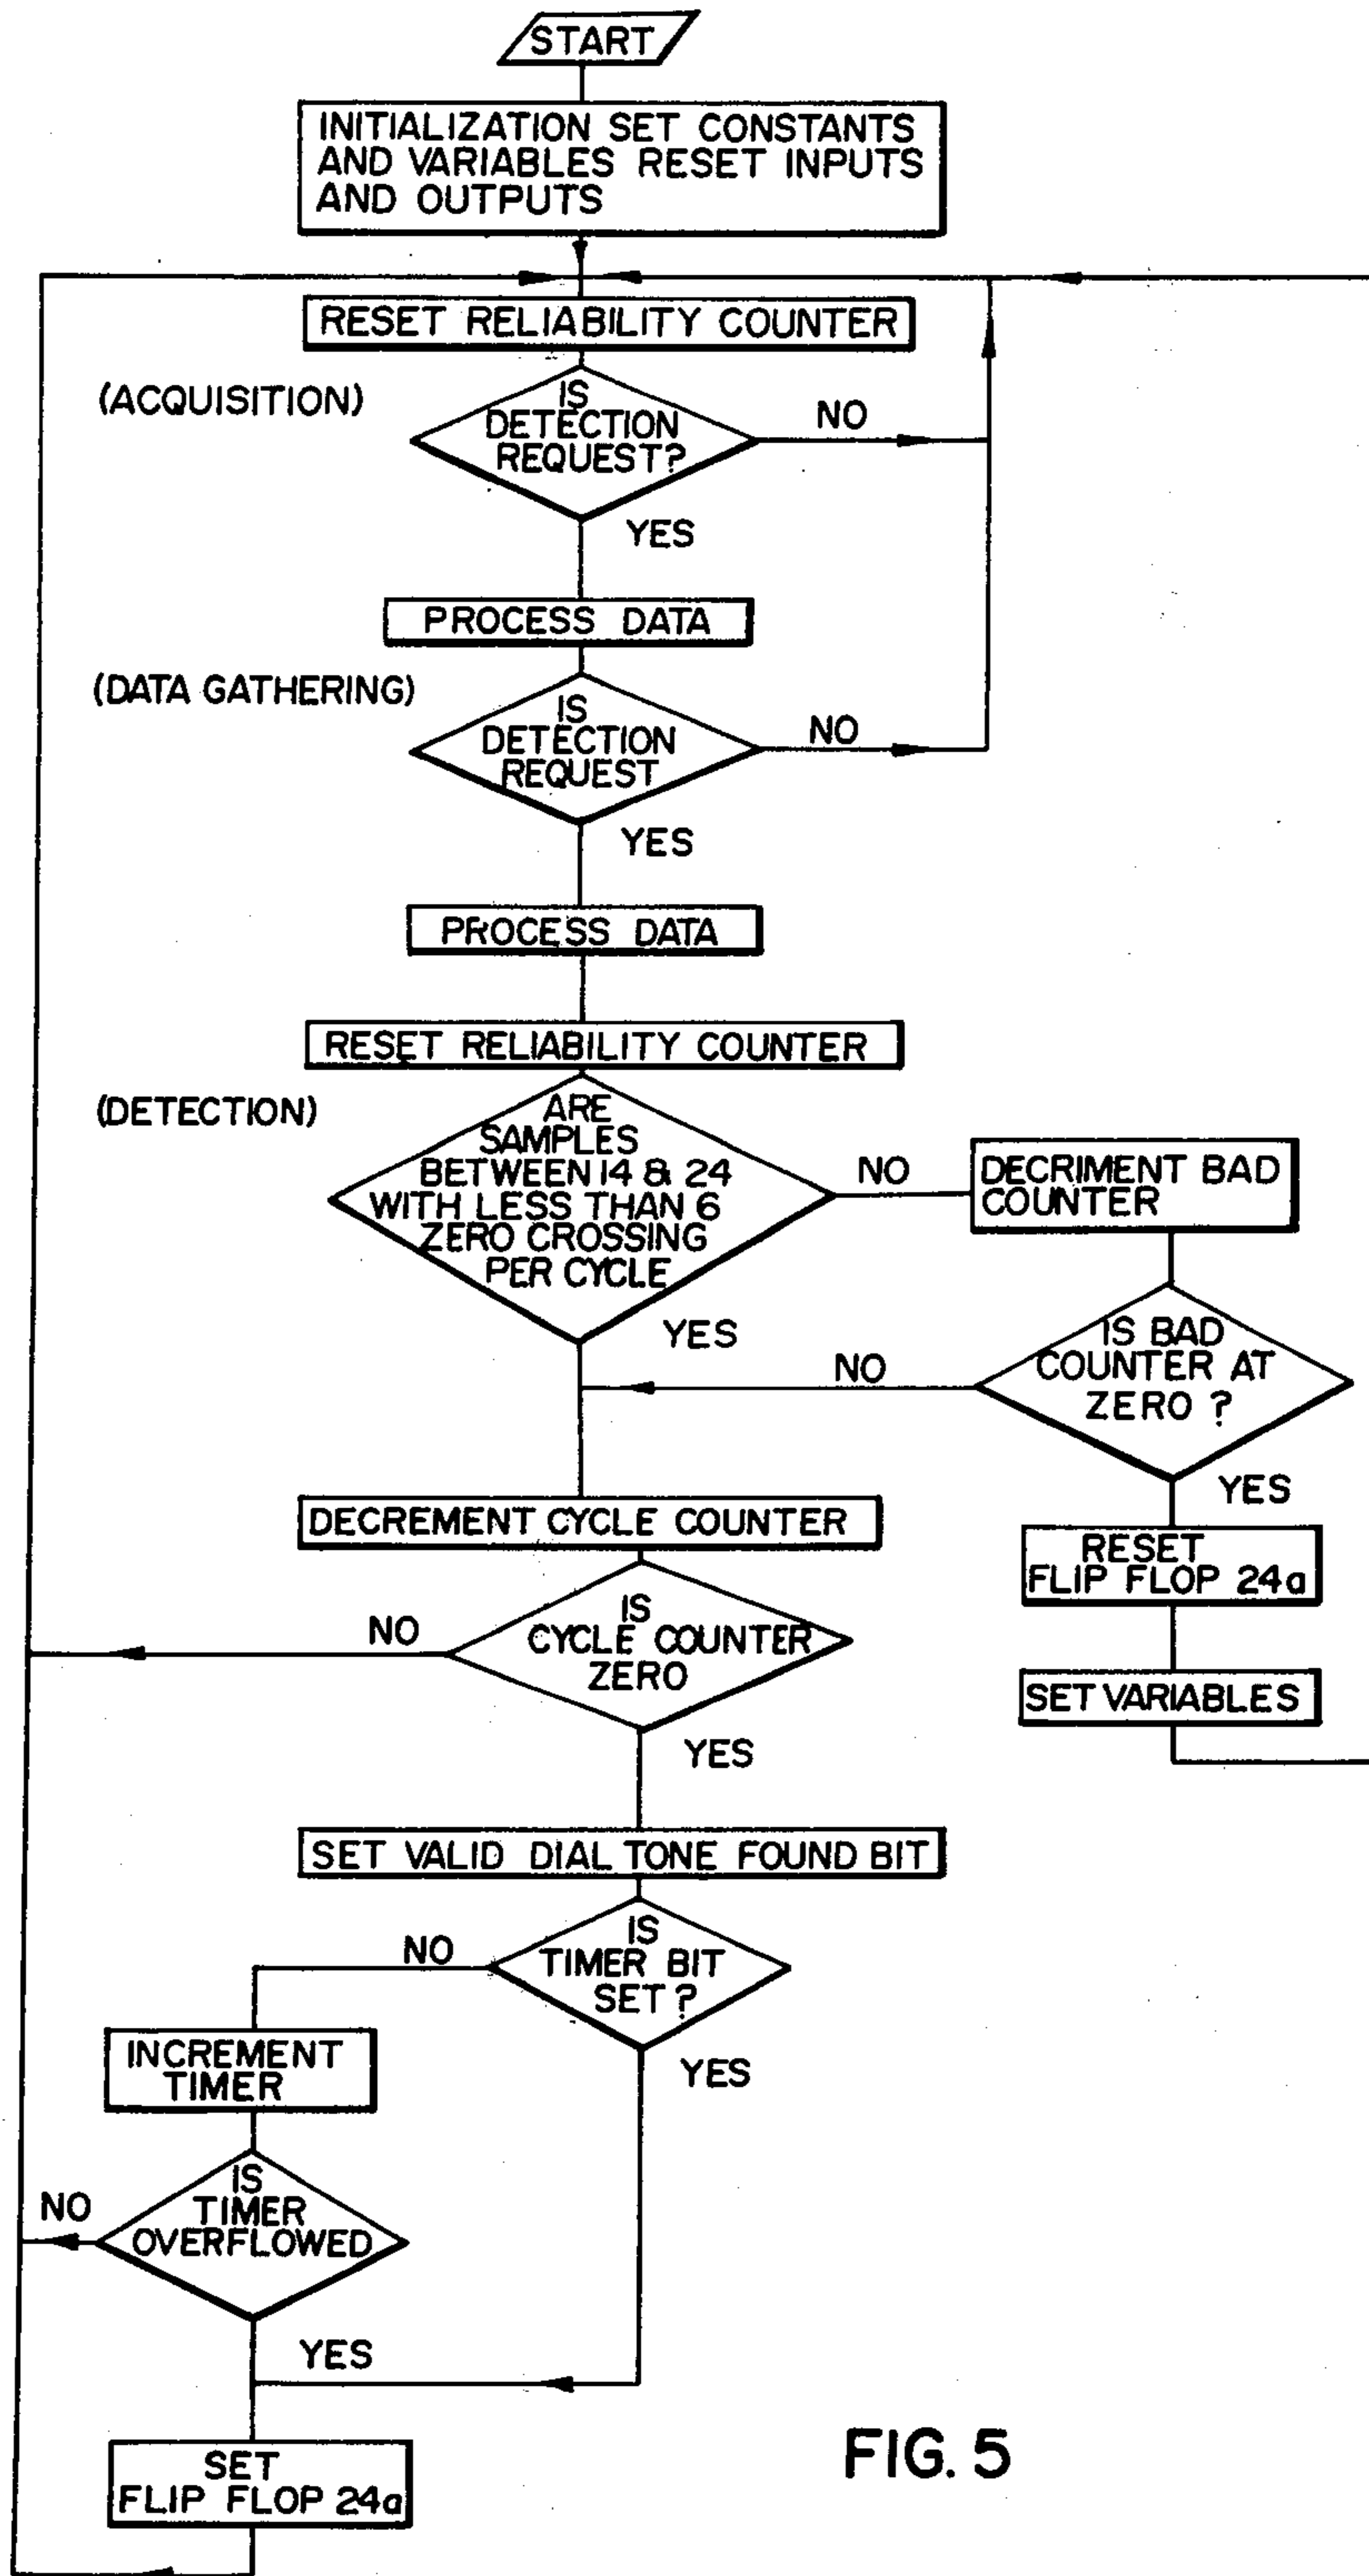 START
INITIALIZATION SET CONSTANTS
AND VARIABLES RESET INPUTS
AND OUTPUTS
RESET RELIABILITY COUNTER
(ACQUISITION)
IS
DETECTION
REQUEST?
NO
YES
PROCESS DATA
(DATA GATHERING)
IS
DETECTION
REQUEST
NO
YES
PROCESS DATA
RESET RELIABILITY COUNTER
(DETECTION)
ARE
SAMPLES
BETWEEN 14 & 24
WITH LESS THAN 6
ZERO CROSSING
PER CYCLE
NO
DECRIMENT BAD
COUNTER
YES
IS BAD
COUNTER AT
ZERO ?
NO
YES
RESET
FLIP FLOP 24a
SET VARIABLES
DECREMENT CYCLE COUNTER
IS
CYCLE COUNTER
ZERO
NO
YES
SET VALID DIAL TONE FOUND BIT
IS
TIMER BIT
SET ?
NO
YES
INCREMENT
TIMER
IS
TIMER
OVERFLOWED
NO
YES
SET
FLIP FLOP 24a
FIG. 5